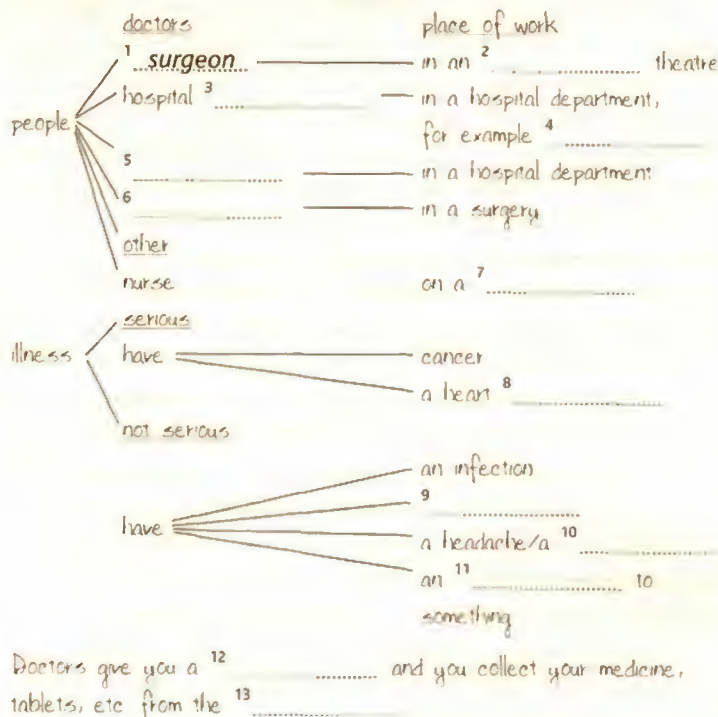 doctors place of work
1 surgeon in an 2 theatre
hospital 3 in a hospital department,
people for example 4
5 in a hospital department
6 in a surgery
other
nurse on a 7
serious
illness have cancer
a heart 8
not serious
an infection
9
have a headache/a 10
an 11 to
something
Doctors give you a 12 and you collect your medicine,
tablets, etc from the 13